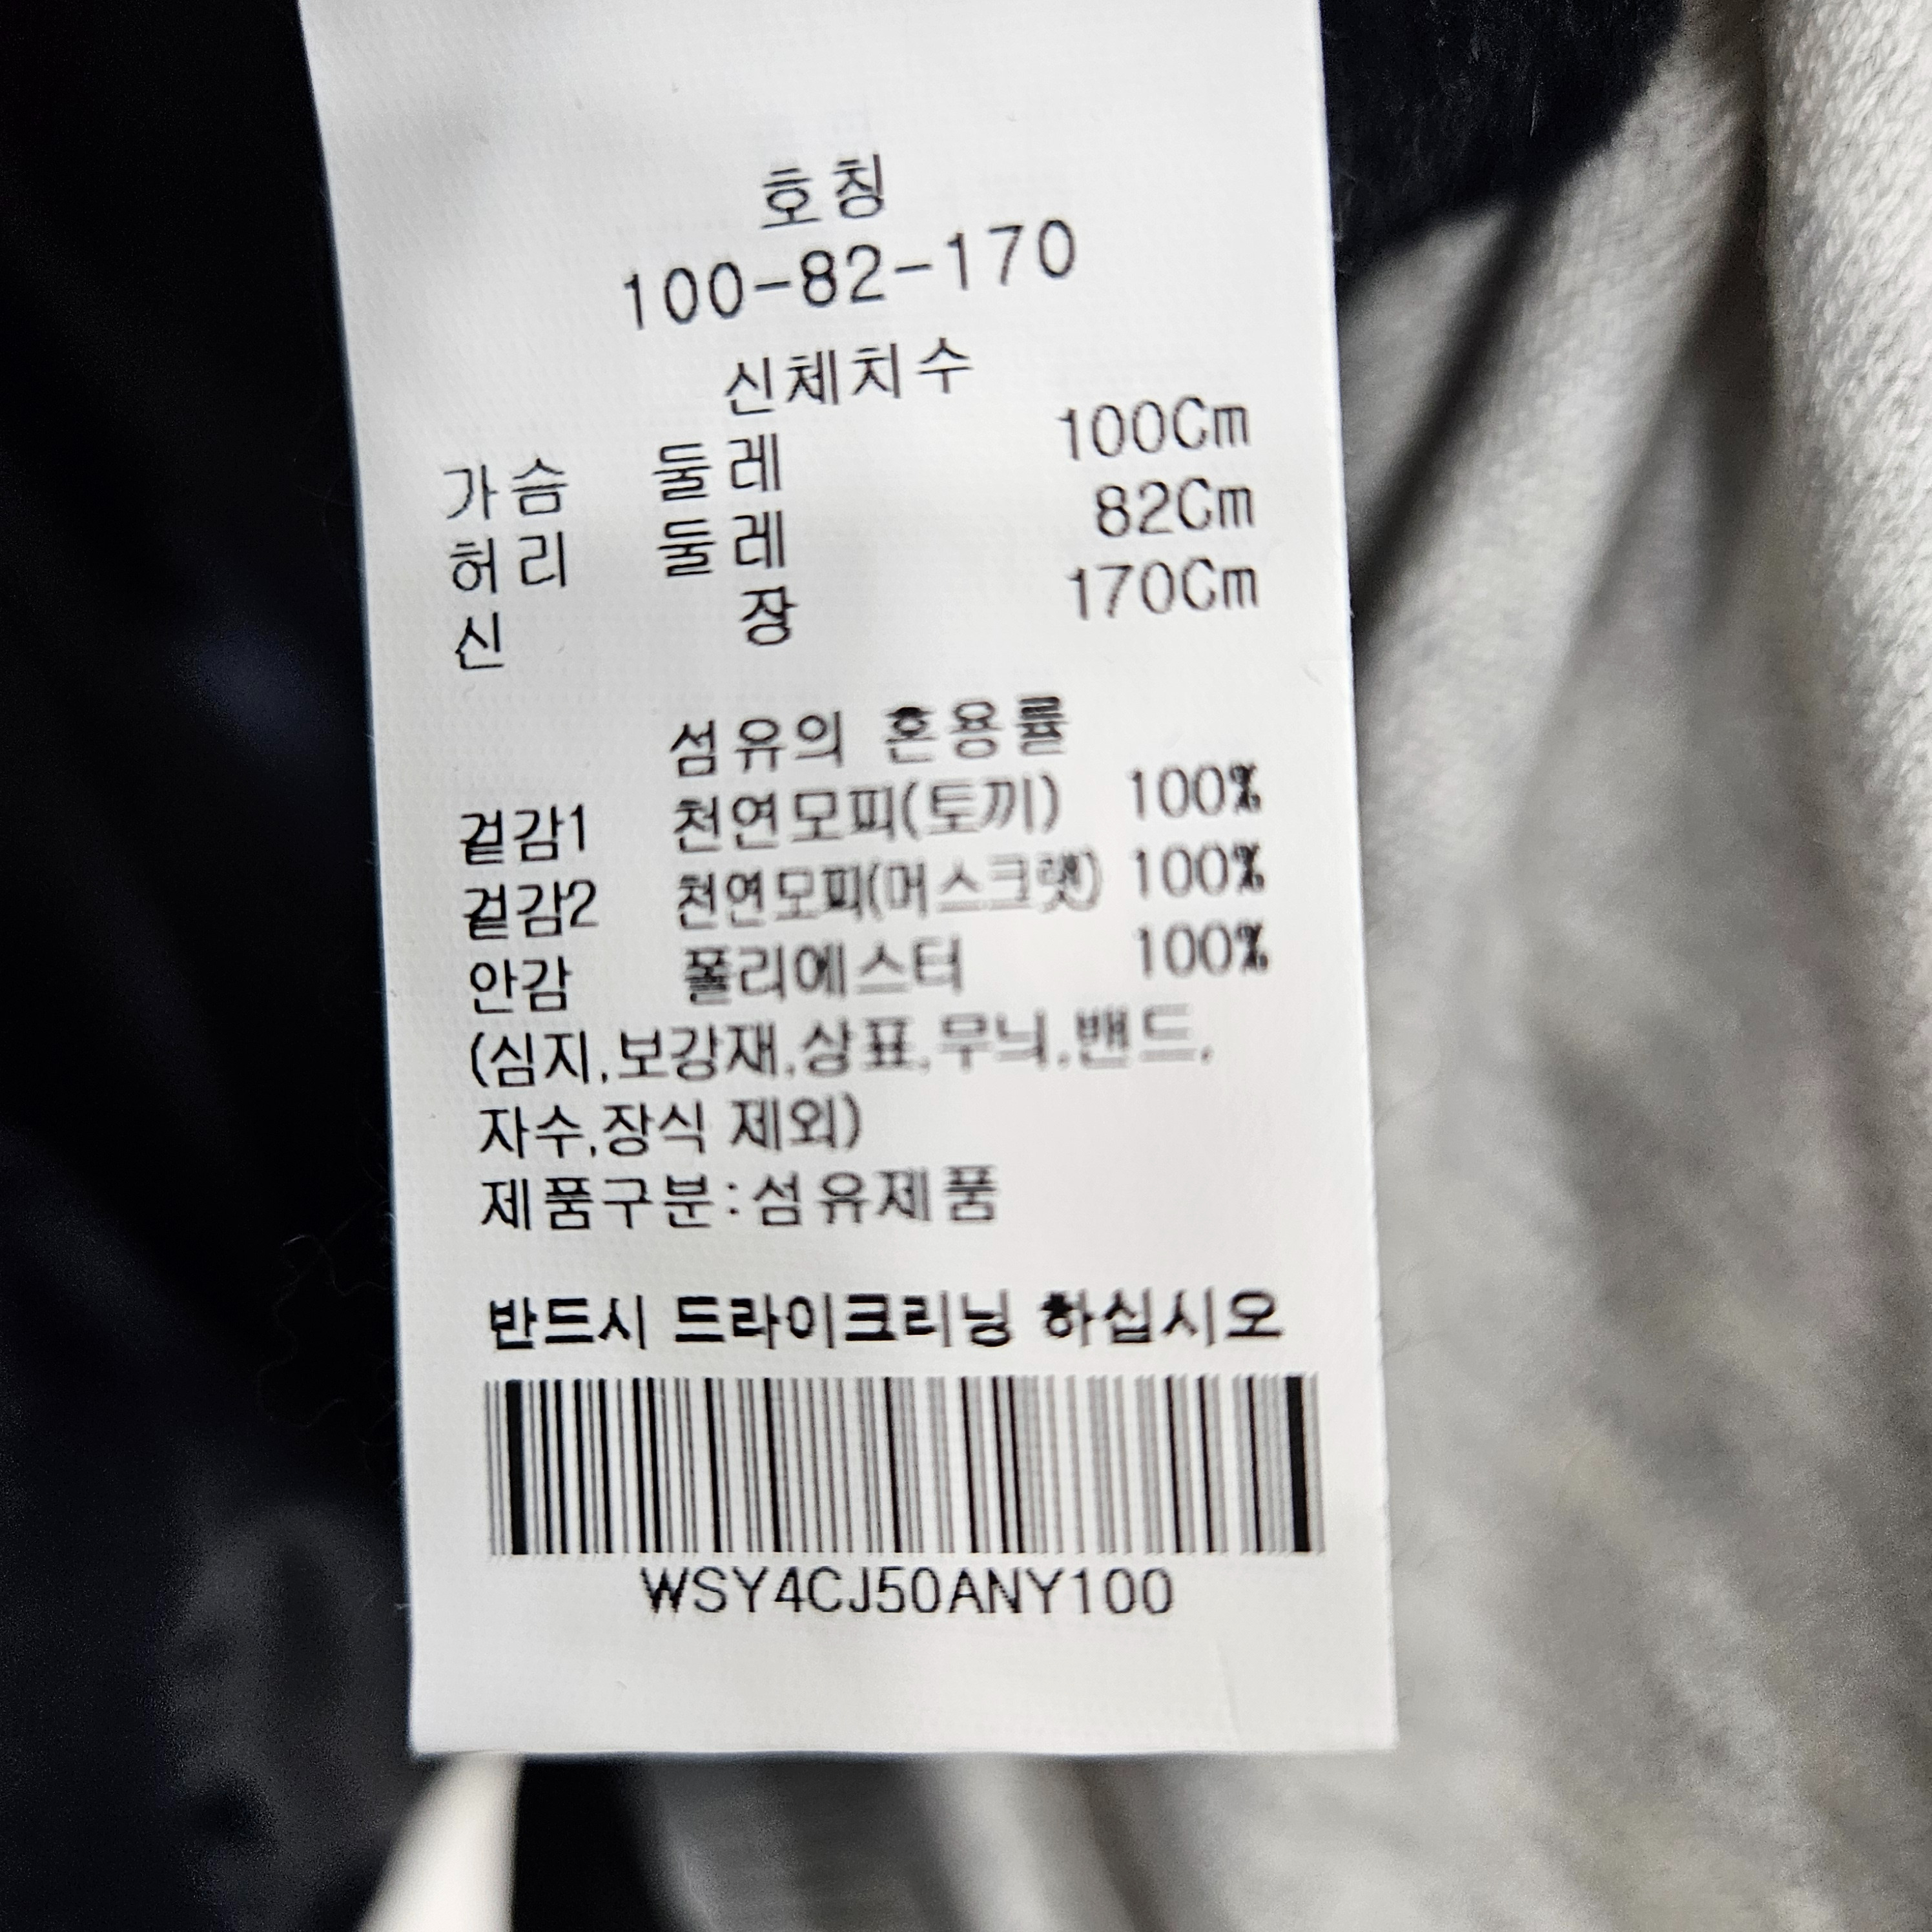 호칭
100-82-170
신체치수
가슴 둘레 100Cm
허리 둘레 82Cm
신 장 170Cm
섬유의 혼용률
겉감1 천연모피(토끼) 100%
겉감2 천연모피(머스크랫) 100%
안감 폴리에스터 100%
(심지,보강재,상표,무늬,밴드,
자수,장식 제외)
제품구분:섬유제품
반드시 드라이크리닝 하십시오
WSY4CJ50ANY100